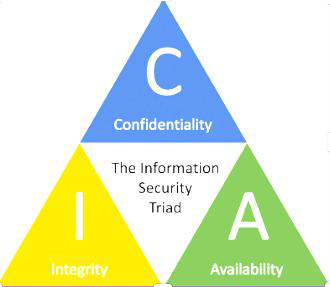 C
Confidentiality
The Information
Security
Triad
I
Integrity
A
Availability